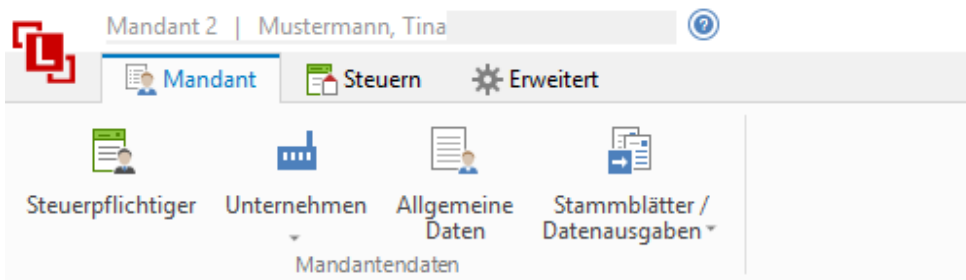 Mandant 2 | Mustermann, Tina
L
Mandant Steuern Erweitert
Steuerpflichtiger Unternehmen Allgemeine Daten Stammblätter / Datenausgaben
Mandantendaten